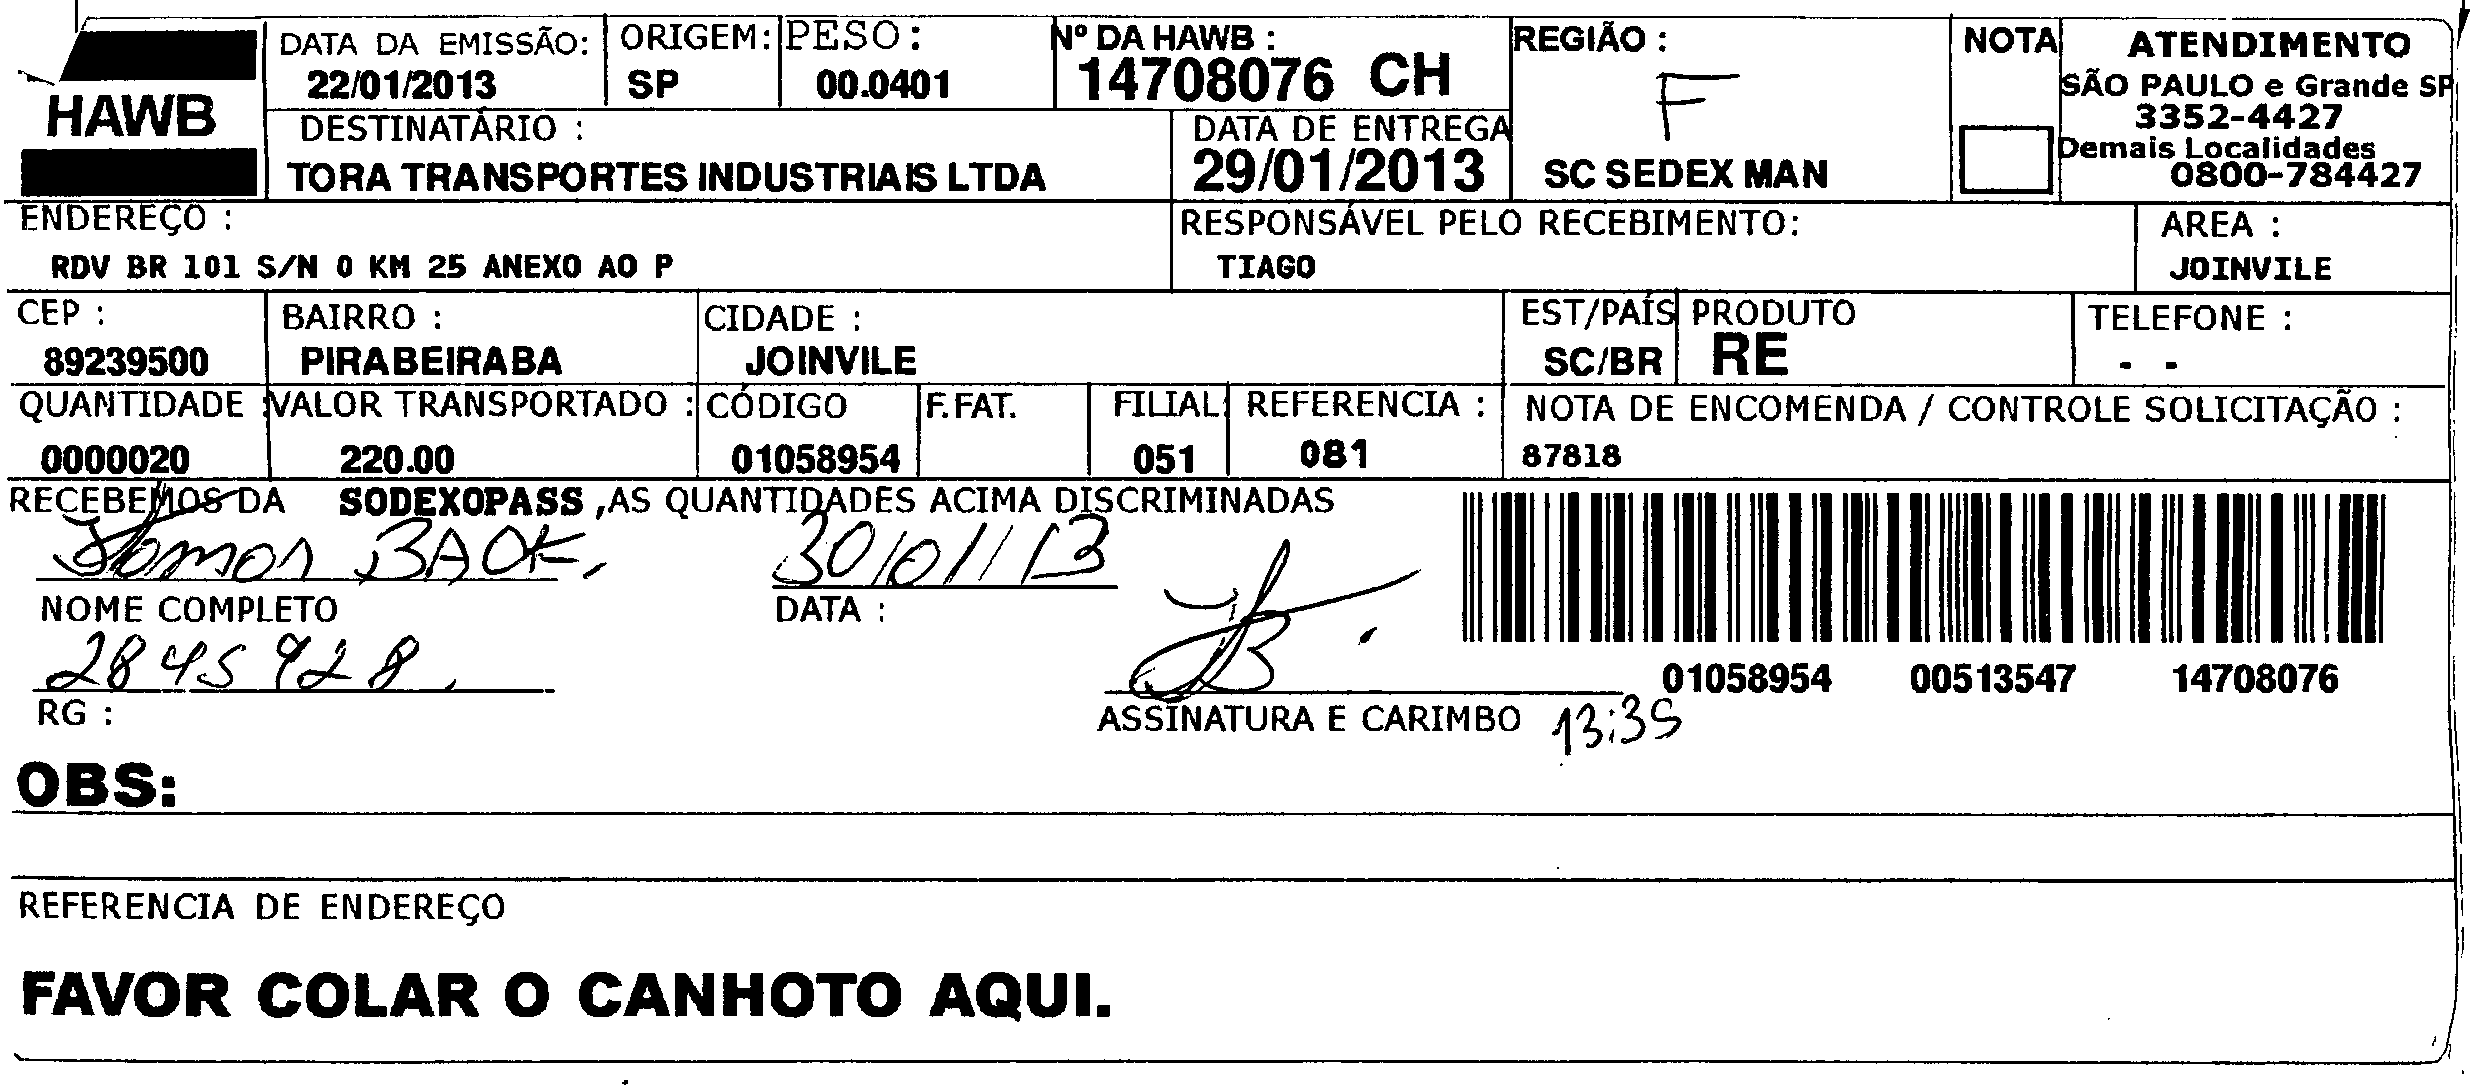 HAWB
DATA DA EMISSÃO: ORIGEM: PESO: Nº DA HAWB : REGIÃO : NOTA ATENDIMENTO
22/01/2013 SP 00.0401 14708076 CH F SÃO PAULO e Grande SP
3352-4427
DESTINATÁRIO : DATA DE ENTREGA Demais Localidades
TORA TRANSPORTES INDUSTRIAIS LTDA 29/01/2013 SC SEDEX MAN 0800-784427
ENDEREÇO : RESPONSÁVEL PELO RECEBIMENTO: AREA :
RDV BR 101 S/N 0 KM 25 ANEXO AO P TIAGO JOINVILE
CEP : BAIRRO : CIDADE : EST/PAÍS PRODUTO TELEFONE :
89239500 PIRABEIRABA JOINVILE SC/BR RE - -
QUANTIDADE VALOR TRANSPORTADO : CÓDIGO F.FAT. FILIAL REFERENCIA : NOTA DE ENCOMENDA / CONTROLE SOLICITAÇÃO :
0000020 220.00 01058954 051 081 87818
RECEBEMOS DA SODEXOPASS ,AS QUANTIDADES ACIMA DISCRIMINADAS
BACK, 30/01/13
NOME COMPLETO DATA :
2845928. 01058954 00513547 14708076
RG : ASSINATURA E CARIMBO 13:35
OBS:
REFERENCIA DE ENDEREÇO
FAVOR COLAR O CANHOTO AQUI.